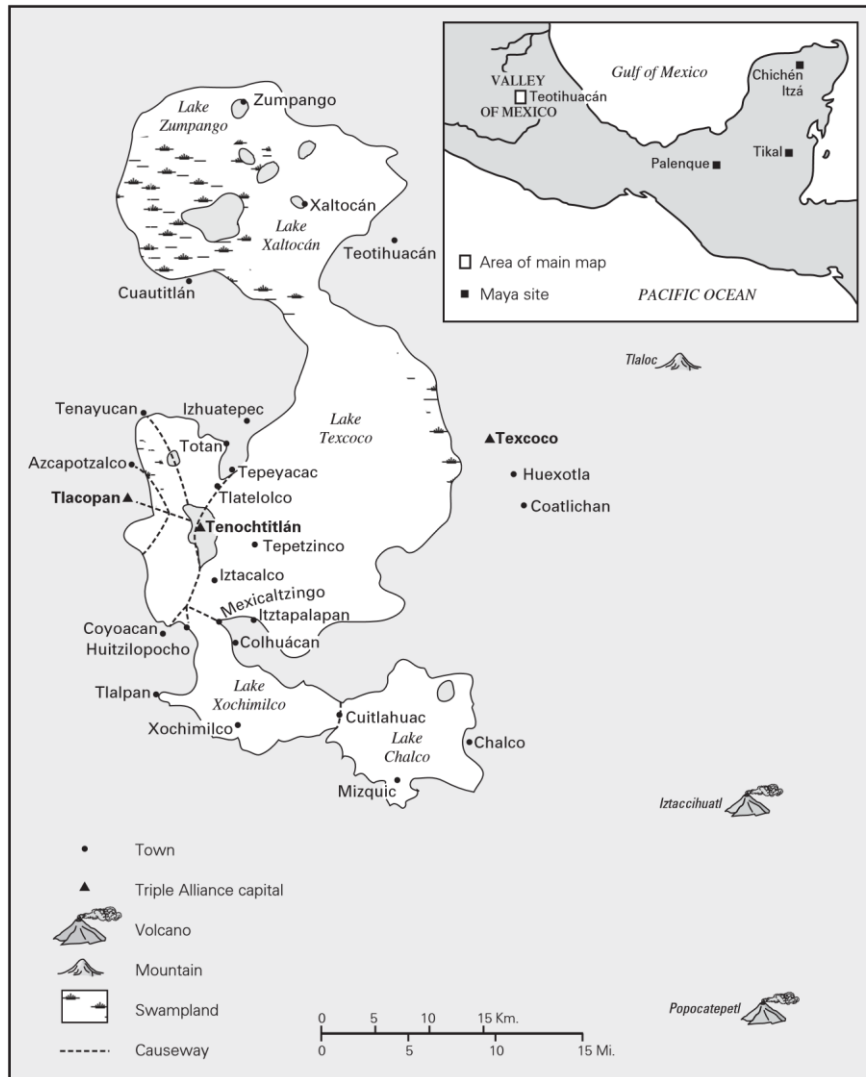 Lake
Zumpango
Zumpango
Xaltocán
Lake
Xaltocán
Teotihuacán
Cuautitlán
Gulf of Mexico
VALLEY
OF MEXICO
Teotihuacán
Chichén
Itzá
Palenque
Tikal
Area of main map
Maya site
PACIFIC OCEAN
Tlaloc
Tenayucan
Izhuatepec
Totan
Lake
Texcoco
Texcoco
Azcapotzalco
Tepeyacac
Huexotla
Tlacopan
Tlatelolco
Coatlichan
Tenochtitlán
Tepetzinco
Iztacalco
Mexicaltzingo
Itztapalapan
Coyoacan
Huitzilopocho
Colhuácan
Tlalpan
Lake
Xochimilco
Xochimilco
Cuitlahuac
Lake
Chalco
Chalco
Mizquic
Iztaccihuatl
Popocatepetl
Town
Triple Alliance capital
Volcano
Mountain
Swampland
Causeway
0 5 10 15 Km.
0 5 10 15 Mi.